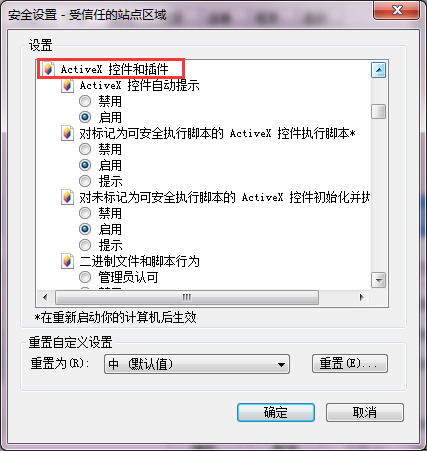 安全设置 - 受信任的站点区域
设置
ActiveX 控件和插件
ActiveX 控件自动提示
禁用
启用
对标记为可安全执行脚本的 ActiveX 控件执行脚本*
禁用
启用
提示
对未标记为可安全执行脚本的 ActiveX 控件初始化并执
禁用
启用
提示
二进制文件和脚本行为
管理员认可
*在重新启动你的计算机后生效
重置自定义设置
重置为(R): 中 (默认值) 重置(E)...
确定 取消